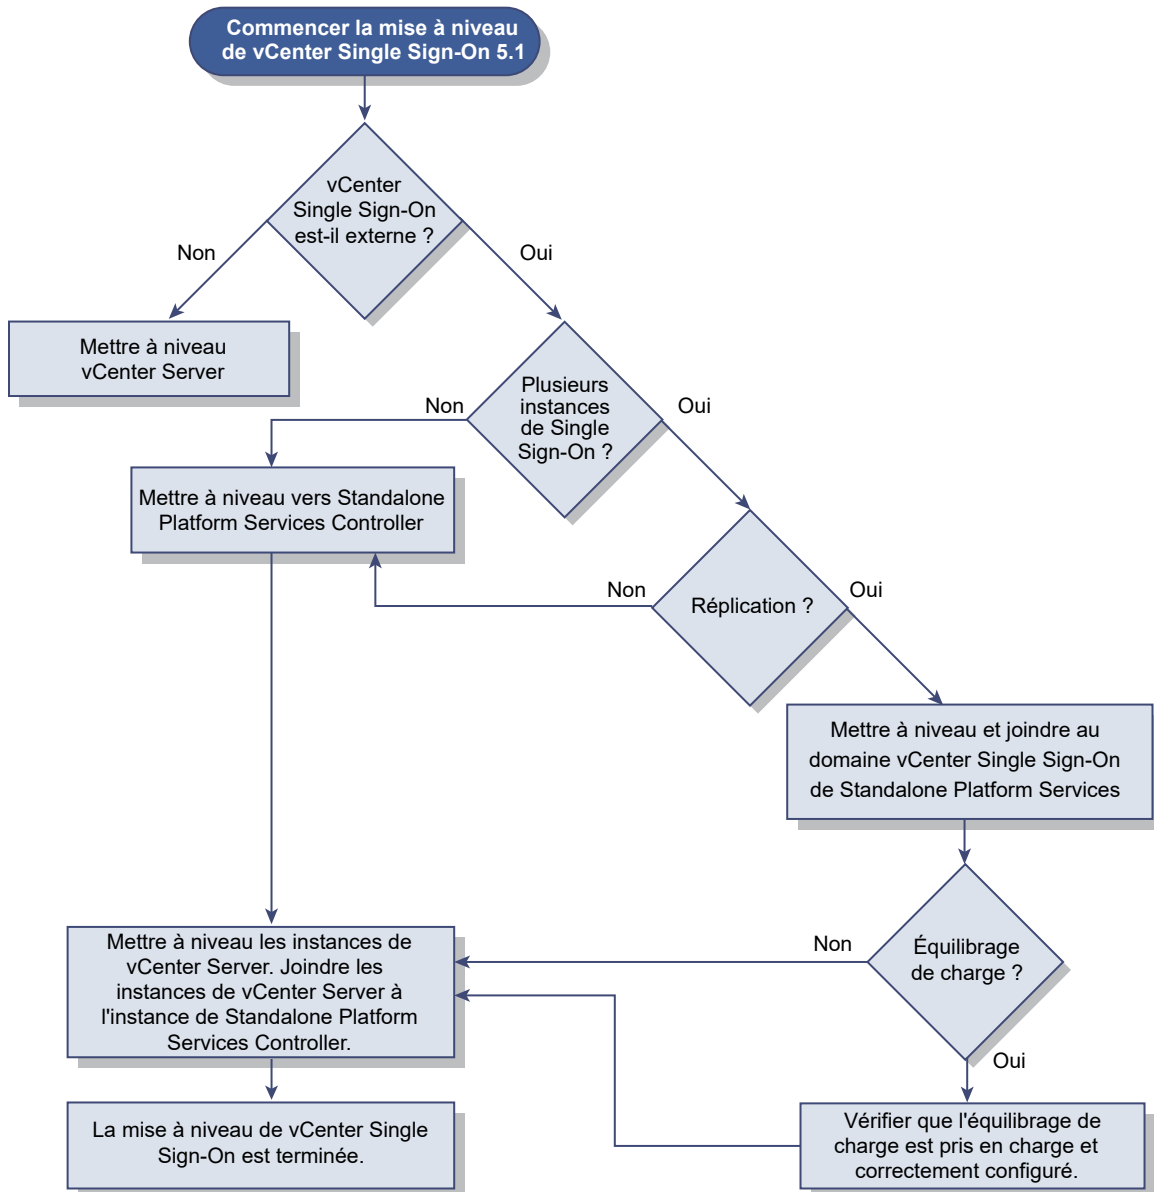 Commencer la mise à niveau
de vCenter Single Sign-On 5.1
vCenter
Single Sign-On
est-il externe ?
Non
Oui
Mettre à niveau
vCenter Server
Plusieurs
instances
de Single
Sign-On ?
Non
Oui
Mettre à niveau vers Standalone
Platform Services Controller
Réplication ?
Non
Oui
Mettre à niveau et joindre au
domaine vCenter Single Sign-On
de Standalone Platform Services
Équilibrage
de charge ?
Non
Oui
Mettre à niveau les instances de
vCenter Server. Joindre les
instances de vCenter Server à
l'instance de Standalone Platform
Services Controller.
Vérifier que l'équilibrage de
charge est pris en charge et
correctement configuré.
La mise à niveau de vCenter Single
Sign-On est terminée.